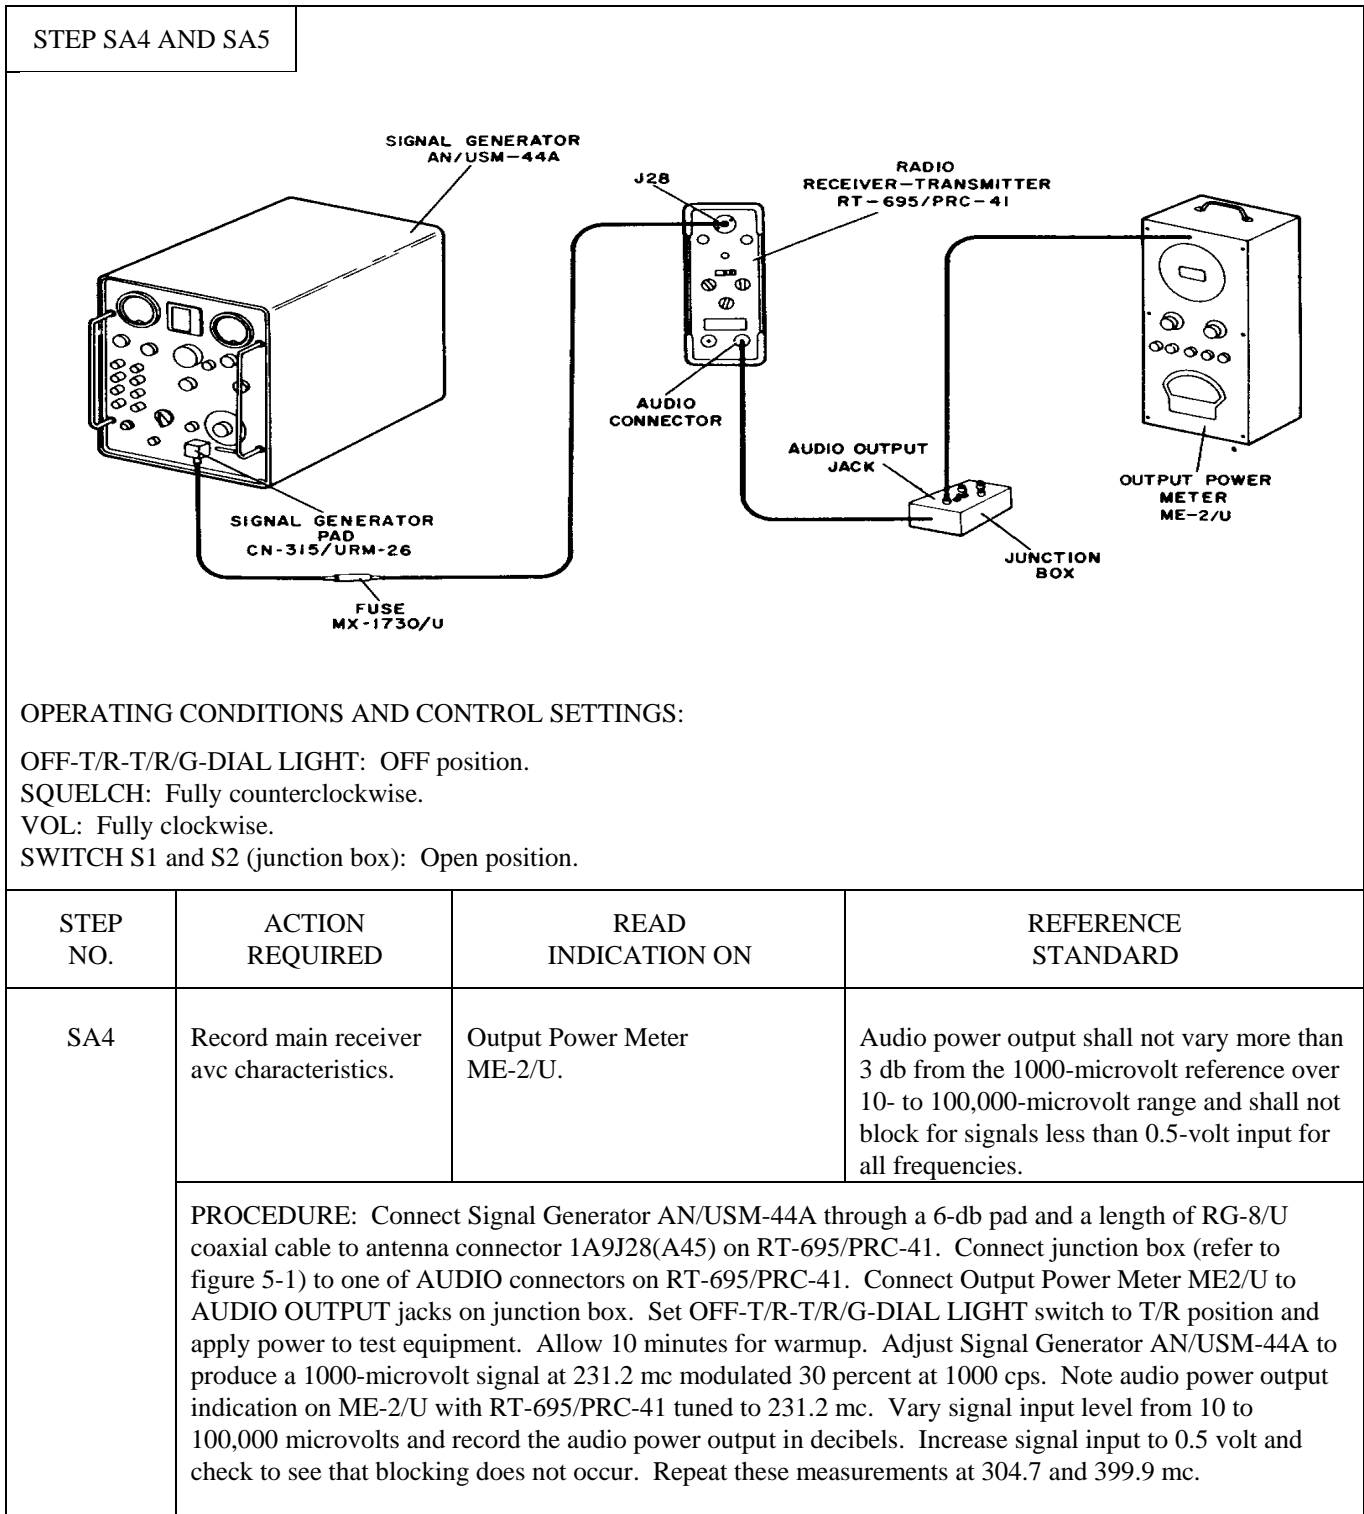 STEP SA4 AND SA5
SIGNAL GENERATOR
AN/USM-44A
J28
RADIO
RECEIVER-TRANSMITTER
RT-695/PRC-41
AUDIO
CONNECTOR
AUDIO OUTPUT
JACK
OUTPUT POWER
METER
ME-2/U
SIGNAL GENERATOR
PAD
CN-315/URM-26
JUNCTION
BOX
FUSE
MX-1730/U
OPERATING CONDITIONS AND CONTROL SETTINGS:
OFF-T/R-T/R/G-DIAL LIGHT: OFF position.
SQUELCH: Fully counterclockwise.
VOL: Fully clockwise.
SWITCH S1 and S2 (junction box): Open position.
STEP
NO.
ACTION
REQUIRED
READ
INDICATION ON
REFERENCE
STANDARD
SA4
Record main receiver
avc characteristics.
Output Power Meter
ME-2/U.
Audio power output shall not vary more than
3 db from the 1000-microvolt reference over
10- to 100,000-microvolt range and shall not
block for signals less than 0.5-volt input for
all frequencies.
PROCEDURE: Connect Signal Generator AN/USM-44A through a 6-db pad and a length of RG-8/U
coaxial cable to antenna connector 1A9J28(A45) on RT-695/PRC-41. Connect junction box (refer to
figure 5-1) to one of AUDIO connectors on RT-695/PRC-41. Connect Output Power Meter ME2/U to
AUDIO OUTPUT jacks on junction box. Set OFF-T/R-T/R/G-DIAL LIGHT switch to T/R position and
apply power to test equipment. Allow 10 minutes for warmup. Adjust Signal Generator AN/USM-44A to
produce a 1000-microvolt signal at 231.2 mc modulated 30 percent at 1000 cps. Note audio power output
indication on ME-2/U with RT-695/PRC-41 tuned to 231.2 mc. Vary signal input level from 10 to
100,000 microvolts and record the audio power output in decibels. Increase signal input to 0.5 volt and
check to see that blocking does not occur. Repeat these measurements at 304.7 and 399.9 mc.